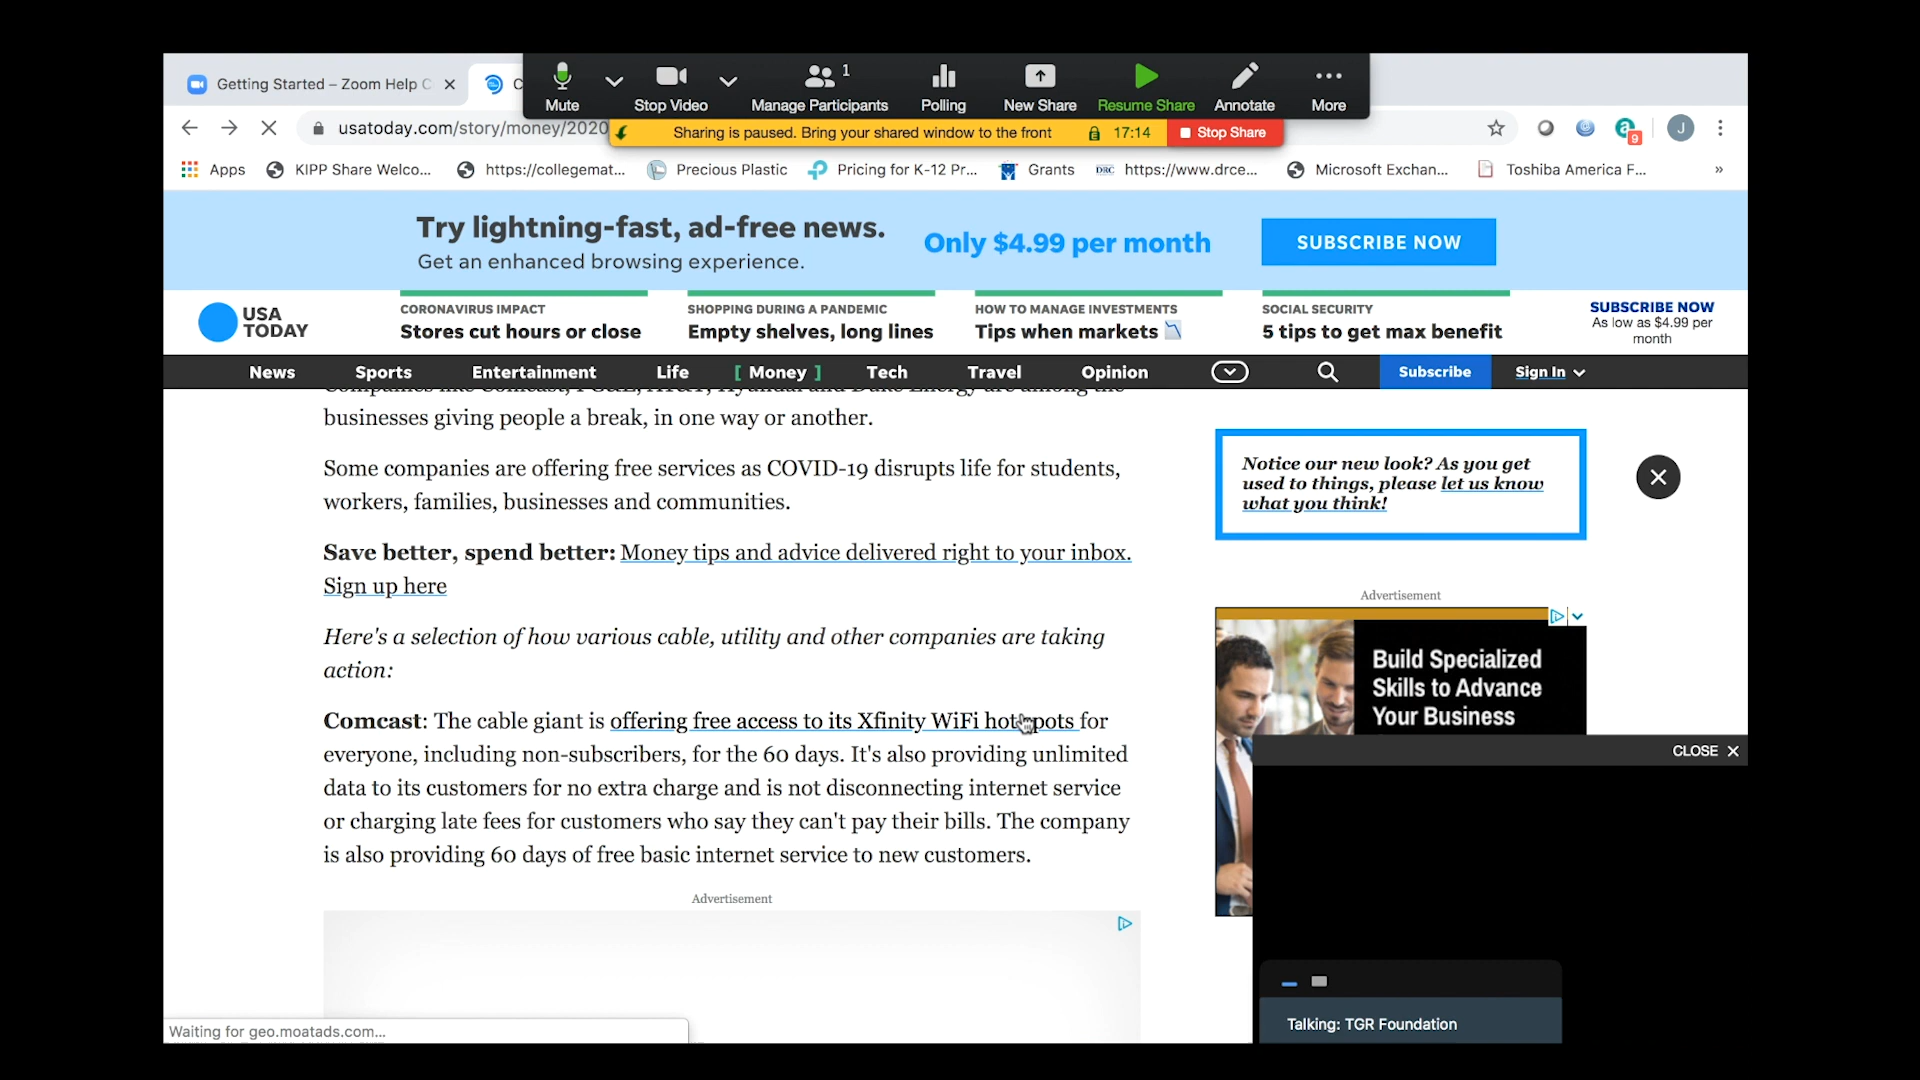 Getting Started – Zoom Help C
C
Mute
Stop Video
Manage Participants
1
Polling
New Share
Resume Share
Annotate
More
usatoday.com/story/money/2020
Sharing is paused. Bring your shared window to the front
17:14
Stop Share
9
J
Apps
KIPP Share Welco...
https://collegemat...
Precious Plastic
Pricing for K-12 Pr...
Grants
DRC
https://www.drce...
Microsoft Exchan...
Toshiba America F...
»
Try lightning-fast, ad-free news.
Get an enhanced browsing experience.
Only $4.99 per month
SUBSCRIBE NOW
USA
TODAY
CORONAVIRUS IMPACT
Stores cut hours or close
SHOPPING DURING A PANDEMIC
Empty shelves, long lines
HOW TO MANAGE INVESTMENTS
Tips when markets
SOCIAL SECURITY
5 tips to get max benefit
SUBSCRIBE NOW
As low as $4.99 per
month
News
Sports
Entertainment
Life
[ Money ]
Tech
Travel
Opinion
Subscribe
Sign In
businesses giving people a break, in one way or another.
Some companies are offering free services as COVID-19 disrupts life for students,
workers, families, businesses and communities.
Save better, spend better: Money tips and advice delivered right to your inbox.
Sign up here
Here's a selection of how various cable, utility and other companies are taking
action:
Comcast: The cable giant is offering free access to its Xfinity WiFi hotspots for
everyone, including non-subscribers, for the 60 days. It's also providing unlimited
data to its customers for no extra charge and is not disconnecting internet service
or charging late fees for customers who say they can't pay their bills. The company
is also providing 60 days of free basic internet service to new customers.
Advertisement
Notice our new look? As you get
used to things, please let us know
what you think!
Advertisement
Build Specialized
Skills to Advance
Your Business
CLOSE
Talking: TGR Foundation
Waiting for geo.moatads.com...